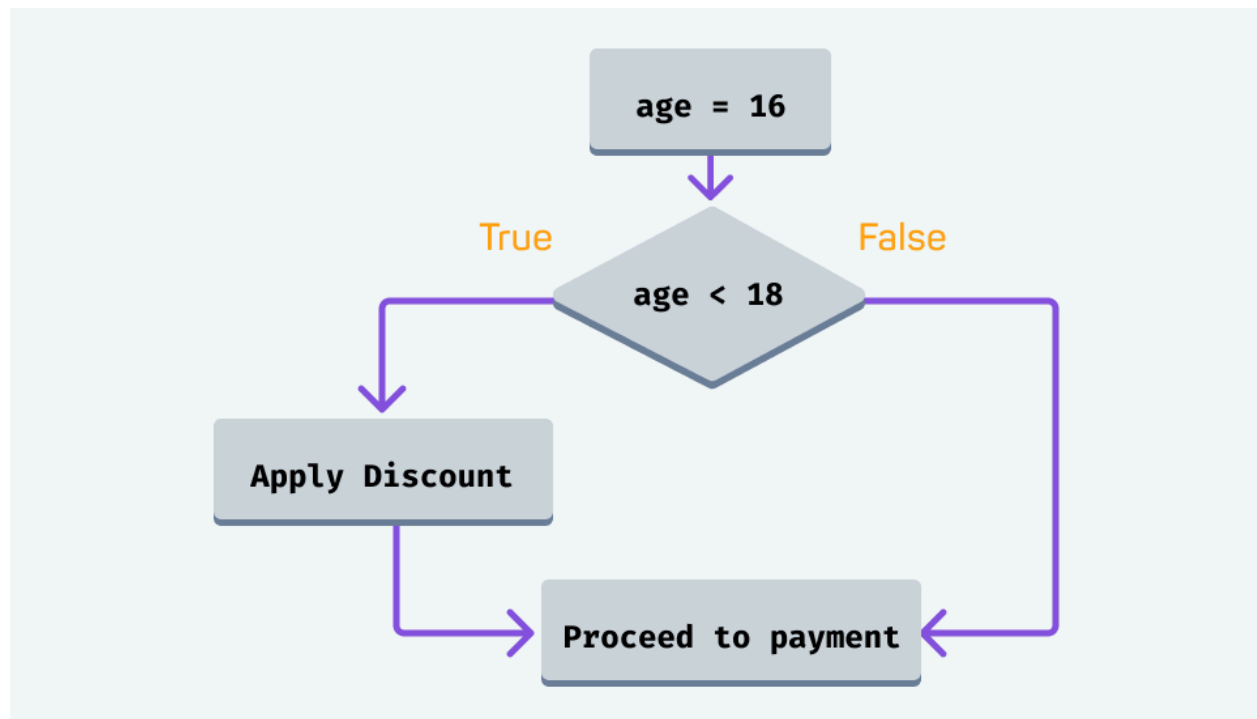 age = 16
True
False
age < 18
Apply Discount
Proceed to payment